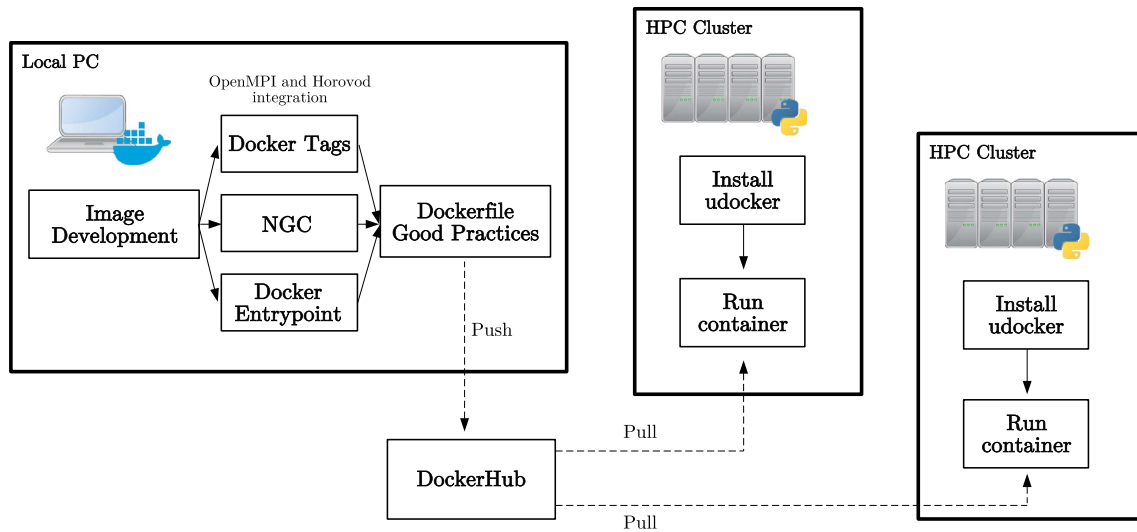 Local PC
OpenMPI and Horovod
integration
Docker Tags
Image
Development
NGC
Dockerfile
Good Practices
Docker
Entrypoint
Push
DockerHub
Pull
Pull
HPC Cluster
Install
udocker
Run
container
HPC Cluster
Install
udocker
Run
container